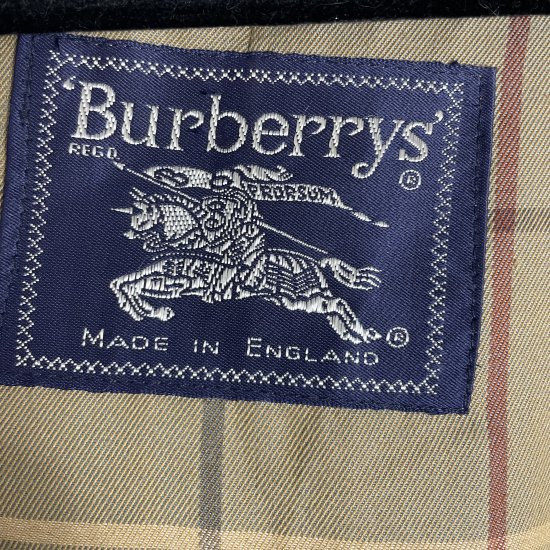 'Burberrys'
REGD
®
PRORSUM
®
MADE IN ENGLAND